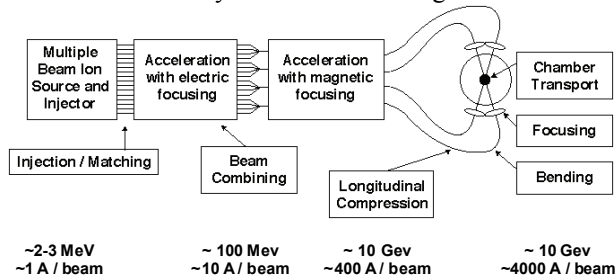 Multiple
Beam Ion
Source and
Injector
Acceleration
with electric
focusing
Acceleration
with magnetic
focusing
Chamber
Transport
Focusing
Bending
Injection / Matching
Beam
Combining
Longitudinal
Compression
~2-3 MeV
~1 A / beam
~ 100 Mev
~10 A / beam
~ 10 Gev
~400 A / beam
~ 10 Gev
~4000 A / beam